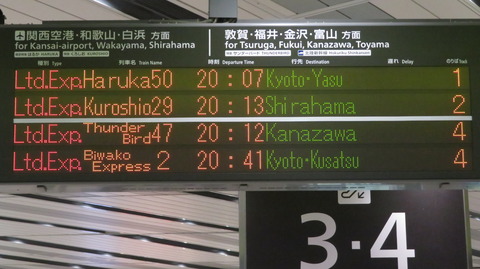 関西空港・和歌山・白浜 方面
for Kansai-airport, Wakayama, Shirahama
敦賀・福井・金沢・富山 方面
for Tsuruga, Fukui, Kanazawa, Toyama
種別 Type 列車名 Train Name 時刻 Departure Time 行先 Destination 遅れ Delay のりば Track
Ltd.Exp. Haruka 50 20:07 Kyoto・Yasu 1
Ltd.Exp. Kuroshio 29 20:13 Shirahama 2
Ltd.Exp. Thunder Bird 47 20:12 Kanazawa 4
Ltd.Exp. Biwako Express 2 20:41 Kyoto・Kusatsu 4
3・4